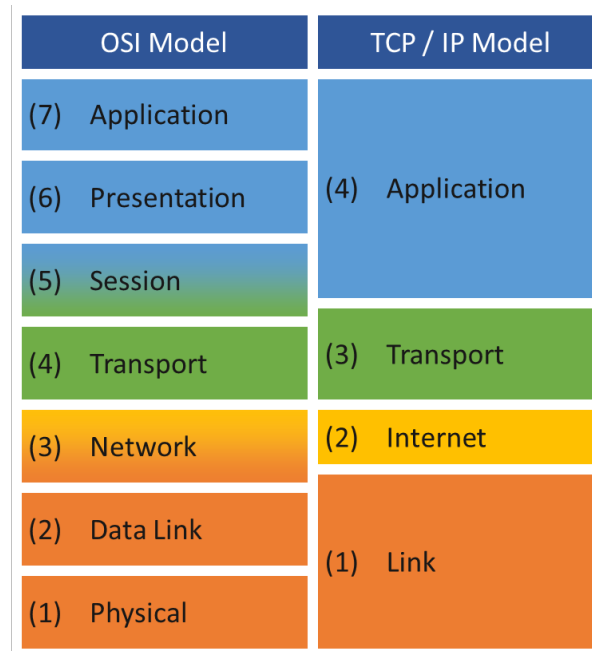 OSI Model
TCP / IP Model
(7) Application
(6) Presentation
(5) Session
(4) Transport
(3) Network
(2) Data Link
(1) Physical
(4) Application
(3) Transport
(2) Internet
(1) Link